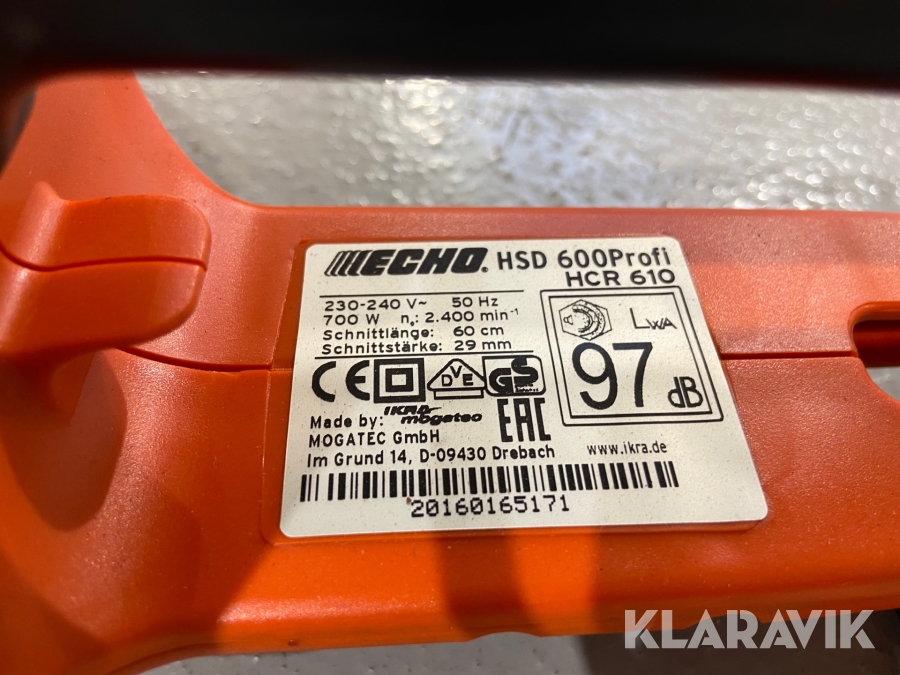 ECHO. HSD 600Profi
HCR 610
230-240 V~ 50 Hz
700 W n₀: 2.400 min⁻¹
Schnittlänge: 60 cm
Schnittstärke: 29 mm
LWA
97 dB
CE DVE GS
Made by: IKRA mogatec
MOGATEC GmbH
EAC
Im Grund 14, D-09430 Drebach
www.ikra.de
20160165171
KLARAVIK